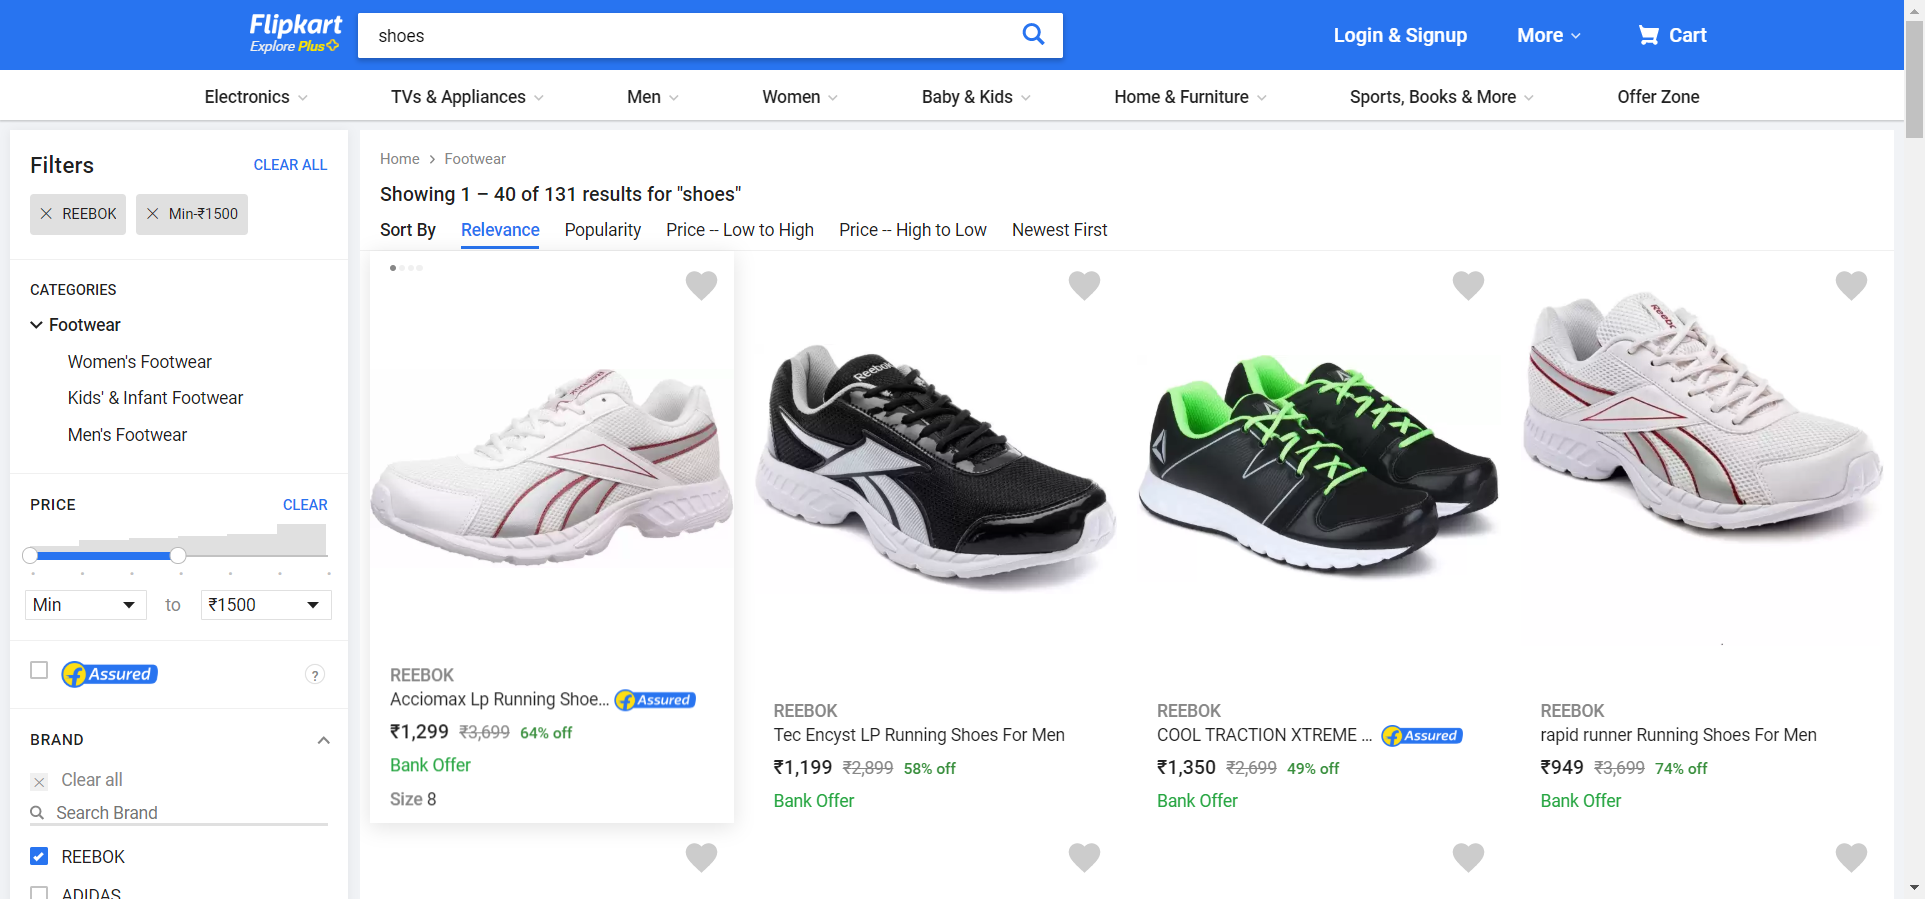 Flipkart
Explore Plus
shoes
Login & Signup
More
Cart
Electronics
TVs & Appliances
Men
Women
Baby & Kids
Home & Furniture
Sports, Books & More
Offer Zone
Filters
CLEAR ALL
REEBOK
Min-₹1500
CATEGORIES
Footwear
Women's Footwear
Kids' & Infant Footwear
Men's Footwear
PRICE
CLEAR
Min
to
₹1500
Assured
?
BRAND
Clear all
Search Brand
REEBOK
ADIDAS
Home
Footwear
Showing 1 – 40 of 131 results for "shoes"
Sort By
Relevance
Popularity
Price -- Low to High
Price -- High to Low
Newest First
REEBOK
Acciomax Lp Running Shoe...
Assured
₹1,299 ₹3,699 64% off
Bank Offer
Size 8
Reebok
REEBOK
Tec Encyst LP Running Shoes For Men
₹1,199 ₹2,899 58% off
Bank Offer
REEBOK
COOL TRACTION XTREME ...
Assured
₹1,350 ₹2,699 49% off
Bank Offer
Reebok
REEBOK
rapid runner Running Shoes For Men
₹949 ₹3,699 74% off
Bank Offer